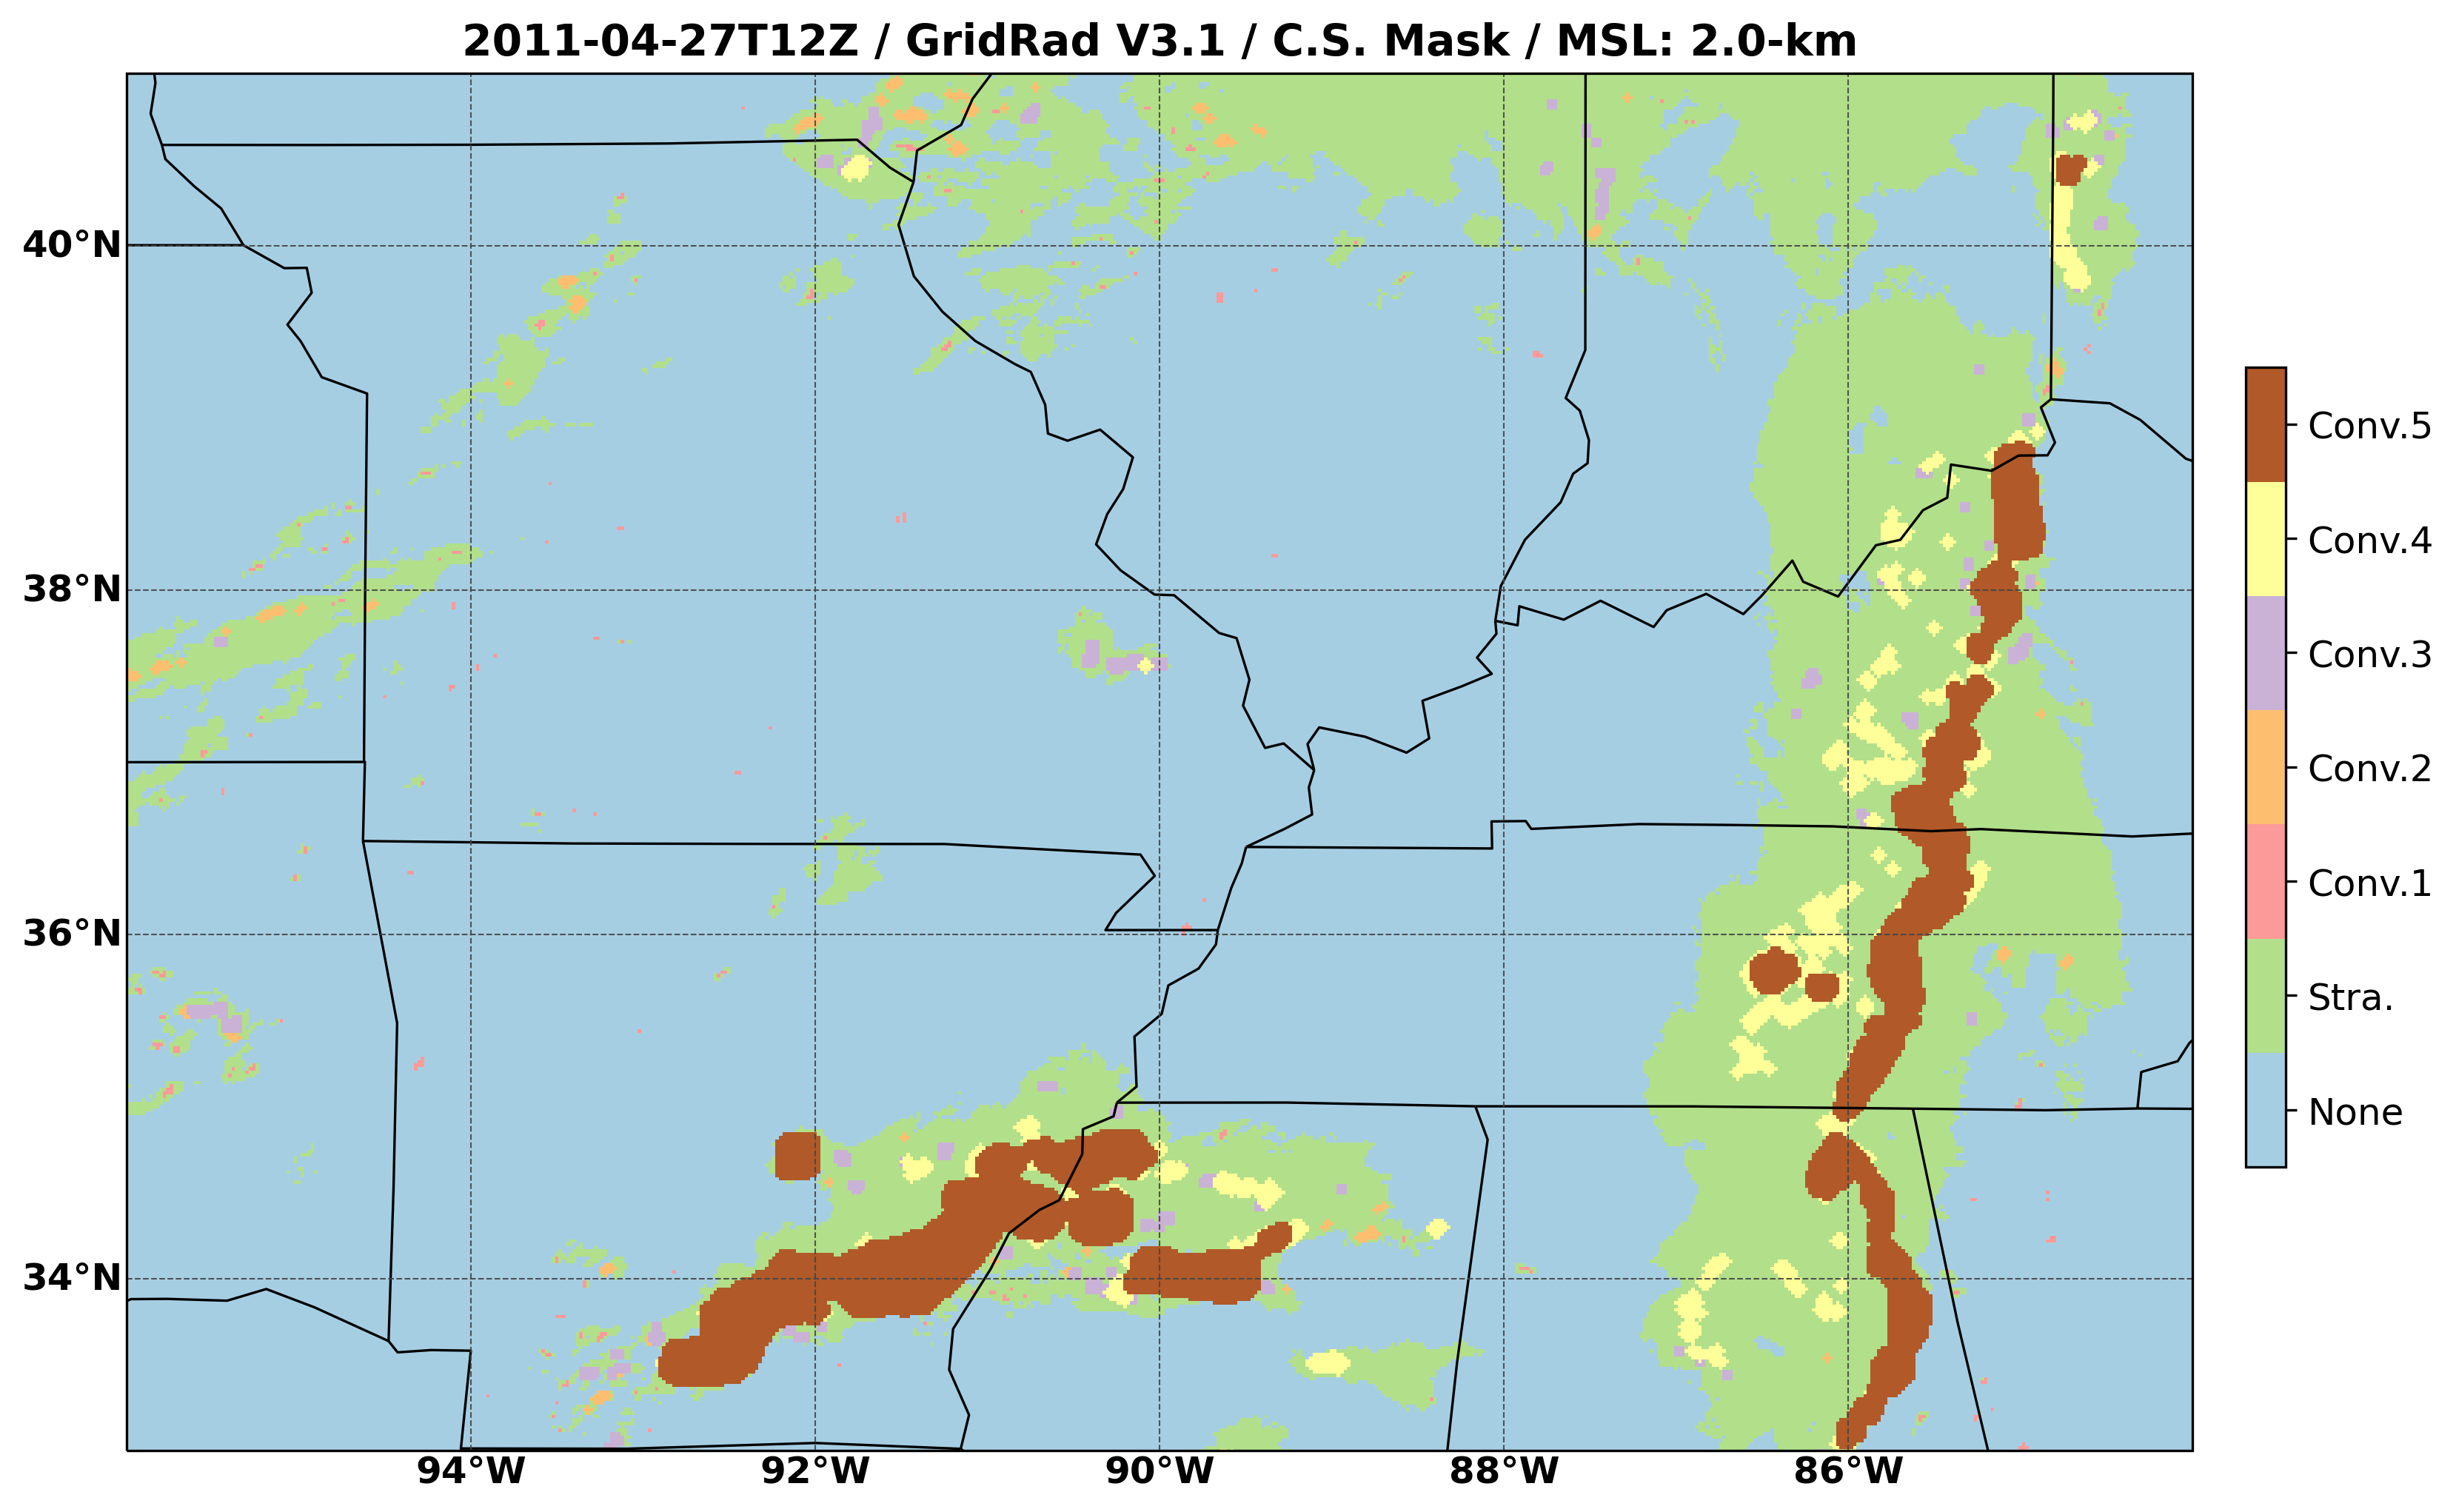 2011-04-27T12Z / GridRad V3.1 / C.S. Mask / MSL: 2.0-km
40°N
38°N
36°N
34°N
94°W
92°W
90°W
88°W
86°W
Conv.5
Conv.4
Conv.3
Conv.2
Conv.1
Stra.
None